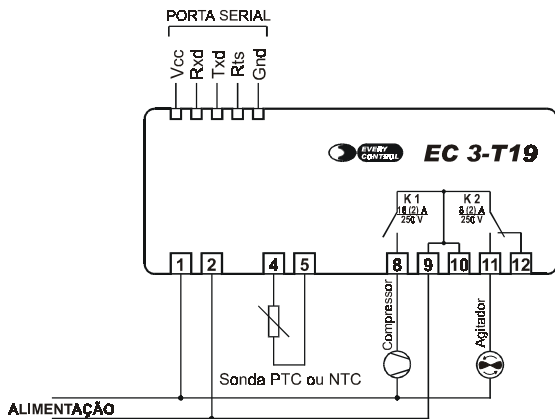 PORTA SERIAL
Vcc
Rxd
Txd
Rts
Gnd
EVERY
CONTROL
EC 3-T19
K 1
16 (2) A
250 V
K 2
8 (2) A
250 V
1
2
4
5
8
9
10
11
12
Compressor
Agitador
Sonda PTC ou NTC
ALIMENTAÇÃO